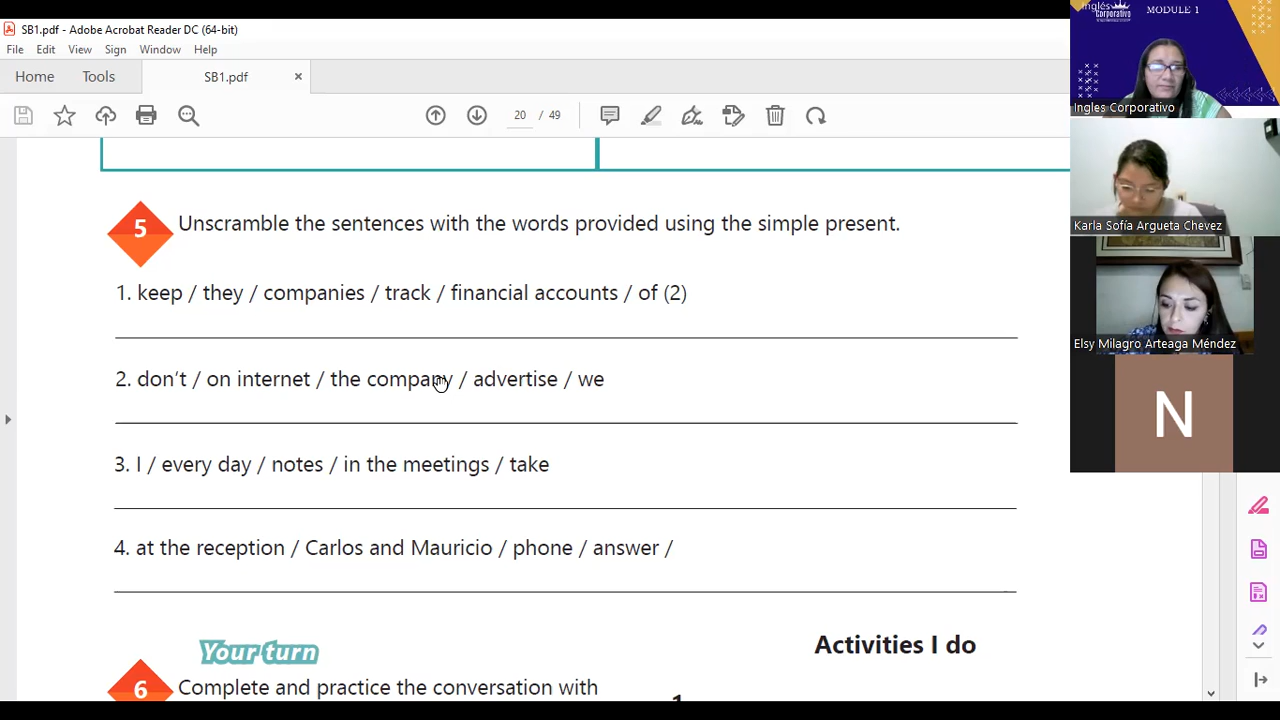 SB1.pdf - Adobe Acrobat Reader DC (64-bit)
File Edit View Sign Window Help
Home Tools SB1.pdf ×
20 / 49
5 Unscramble the sentences with the words provided using the simple present.
1. keep / they / companies / track / financial accounts / of (2)
2. don't / on internet / the company / advertise / we
3. I / every day / notes / in the meetings / take
4. at the reception / Carlos and Mauricio / phone / answer /
Your turn
Activities I do
6 Complete and practice the conversation with
1
Inglés
corporativo
MODULE 1
Ingles Corporativo
Karla Sofía Argueta Chevez
Elsy Milagro Arteaga Méndez
N